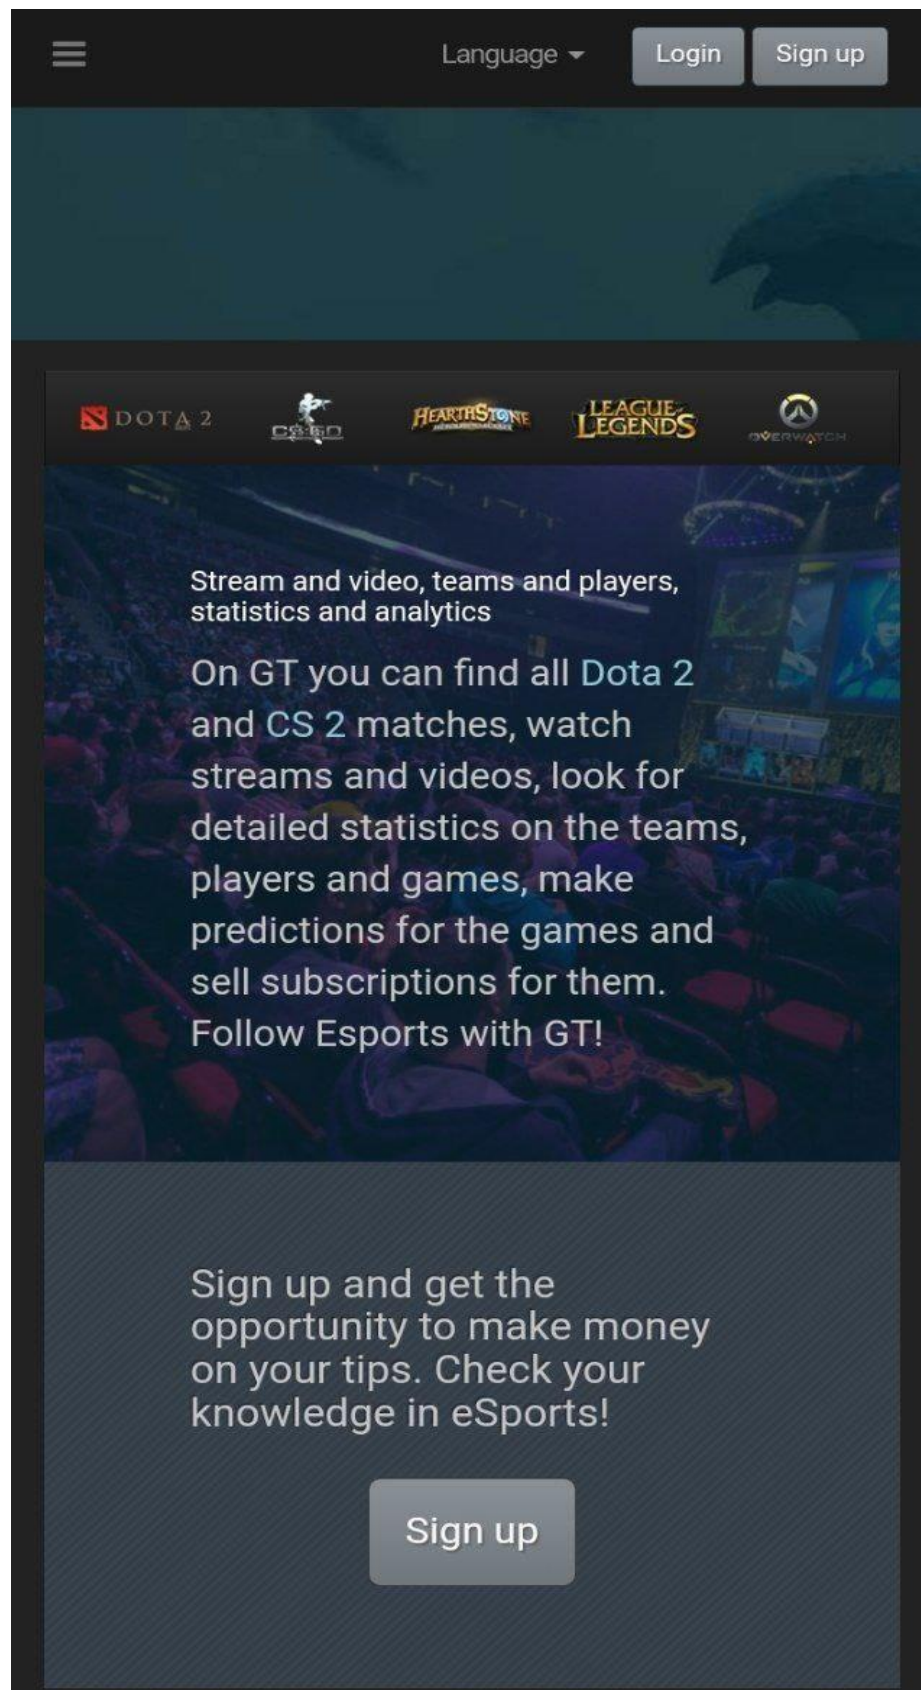 Language
Login
Sign up
DOTA 2
CS:GO
HEARTHSTONE
LEAGUE
LEGENDS
OVERWATCH
Stream and video, teams and players,
statistics and analytics
On GT you can find all Dota 2
and CS 2 matches, watch
streams and videos, look for
detailed statistics on the teams,
players and games, make
predictions for the games and
sell subscriptions for them.
Follow Esports with GT!
Sign up and get the
opportunity to make money
on your tips. Check your
knowledge in eSports!
Sign up